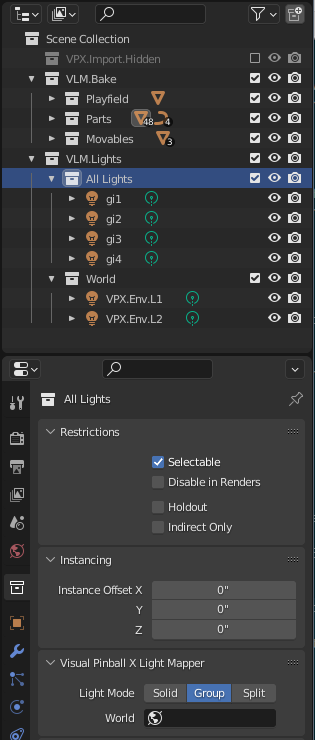 Scene Collection
VPX.Import.Hidden
VLM.Bake
Playfield
Parts 48 4
Movables 3
VLM.Lights
All Lights
gi1
gi2
gi3
gi4
World
VPX.Env.L1
VPX.Env.L2
All Lights
Restrictions
Selectable
Disable in Renders
Holdout
Indirect Only
Instancing
Instance Offset X 0"
Y 0"
Z 0"
Visual Pinball X Light Mapper
Light Mode Solid Group Split
World